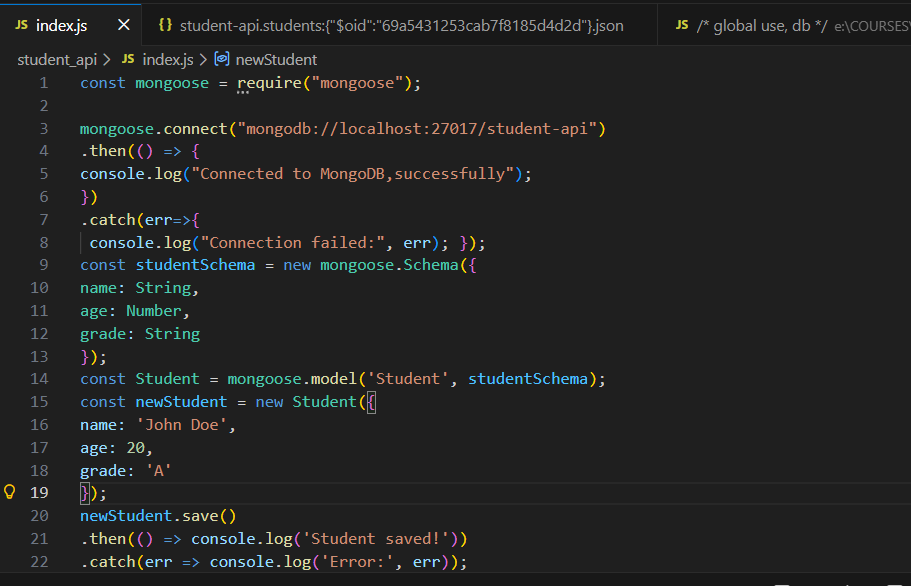 JS index.js × {} student-api.students:{"$oid":"69a5431253cab7f8185d4d2d"}.json JS /* global use, db */ e:\COURSES\
student_api > JS index.js > newStudent
1 const mongoose = require("mongoose");
2
3 mongoose.connect("mongodb://localhost:27017/student-api")
4 .then(() => {
5 console.log("Connected to MongoDB,successfully");
6 })
7 .catch(err=>{
8  console.log("Connection failed:", err); });
9 const studentSchema = new mongoose.Schema({
10 name: String,
11 age: Number,
12 grade: String
13 });
14 const Student = mongoose.model('Student', studentSchema);
15 const newStudent = new Student({
16 name: 'John Doe',
17 age: 20,
18 grade: 'A'
19 });
20 newStudent.save()
21 .then(() => console.log('Student saved!'))
22 .catch(err => console.log('Error:', err));